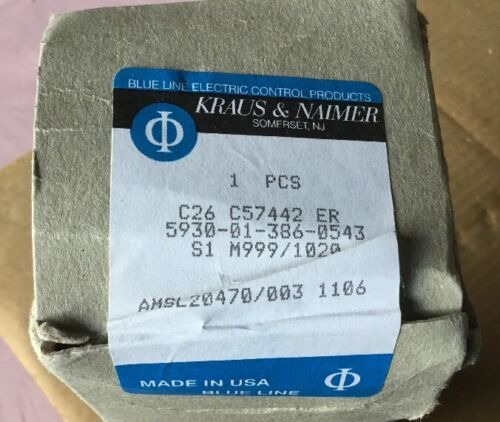 BLUE LINE ELECTRIC CONTROL PRODUCTS
KRAUS & NAIMER
SOMERSET, NJ
1 PCS
C26 C57442 ER
5930-01-386-0543
S1 M999/1020
AMSL20470/003 1106
MADE IN USA
BLUE LINE